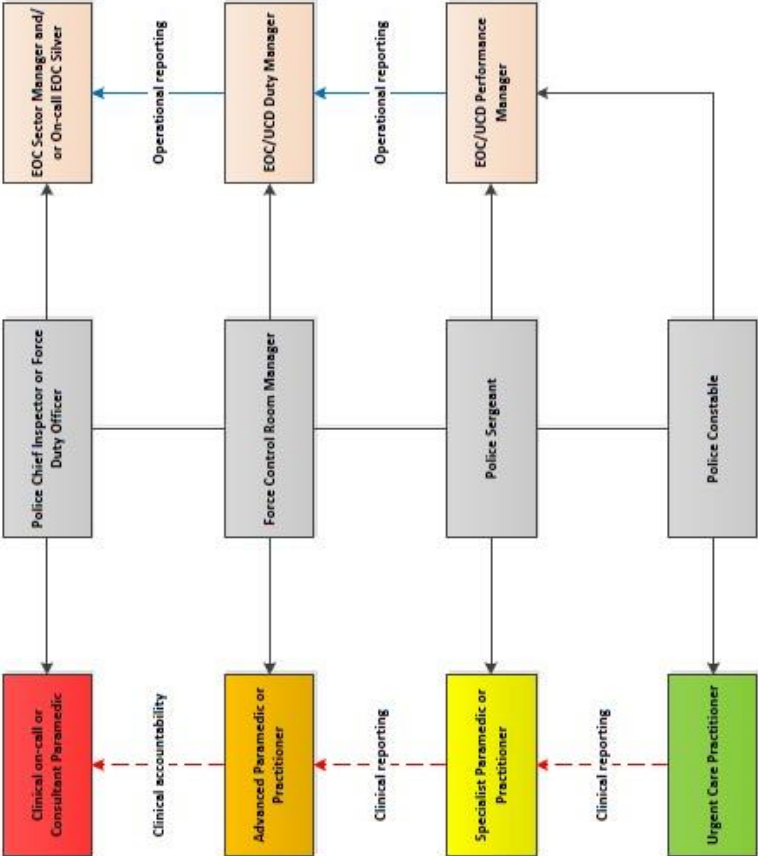 Clinical on-call or
Consultant Paramedic
Police Chief Inspector or Force
Duty Officer
EOC Sector Manager and/
or On-call EOC Silver
Clinical accountability
Operational reporting
Advanced Paramedic or
Practitioner
Force Control Room Manager
EOC/UCD Duty Manager
Clinical reporting
Operational reporting
Specialist Paramedic or
Practitioner
Police Sergeant
EOC/UCD Performance
Manager
Clinical reporting
Urgent Care Practitioner
Police Constable